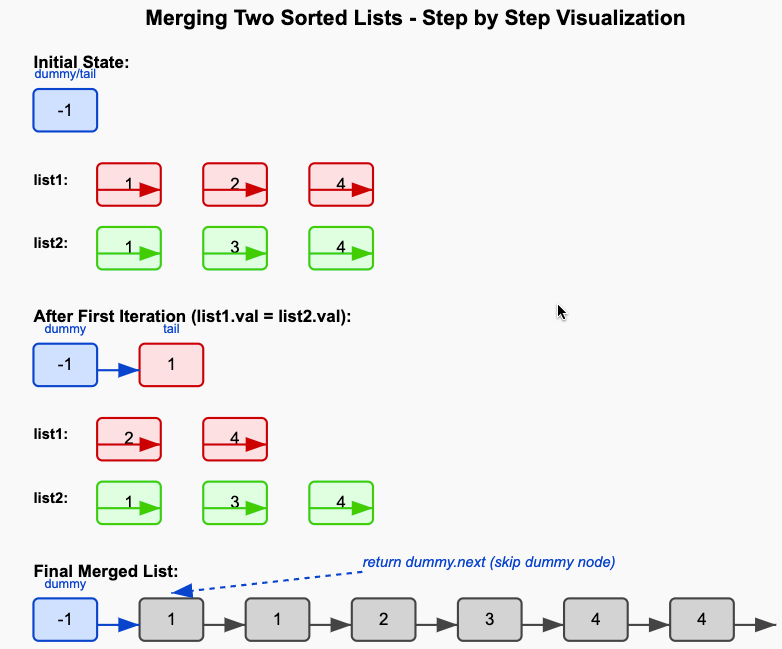 Merging Two Sorted Lists - Step by Step Visualization
Initial State:
dummy/tail
-1
list1: 1 2 4
list2: 1 3 4
After First Iteration (list1.val = list2.val):
dummy tail
-1 1
list1: 2 4
list2: 1 3 4
return dummy.next (skip dummy node)
Final Merged List:
dummy
-1 1 1 2 3 4 4